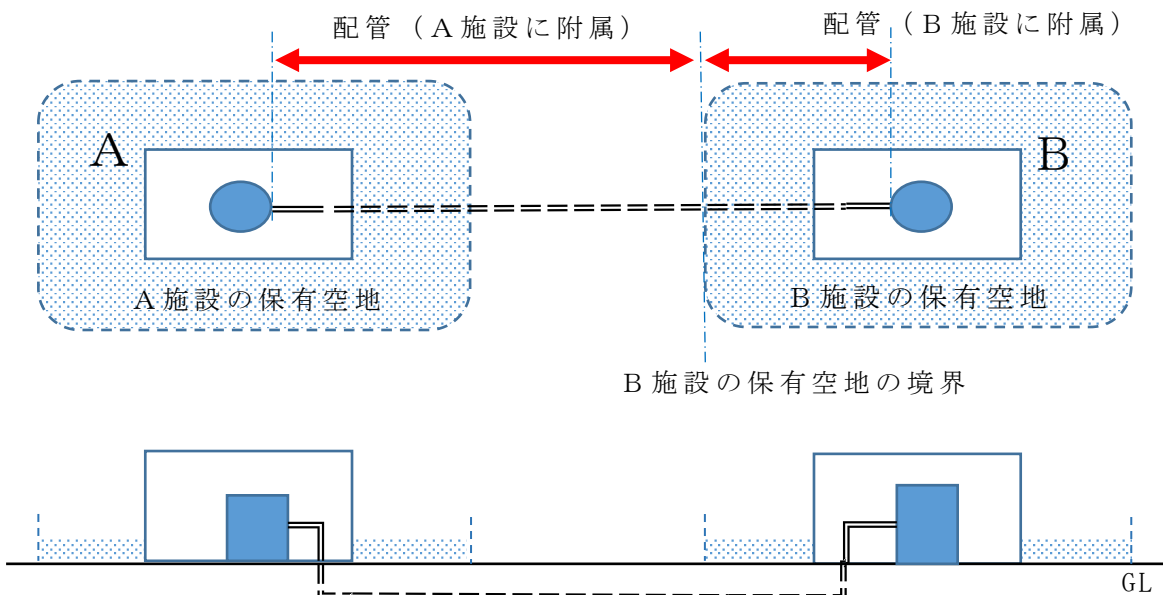 配管（A施設に附属）
配管（B施設に附属）
A
B
A施設の保有空地
B施設の保有空地
B施設の保有空地の境界
GL